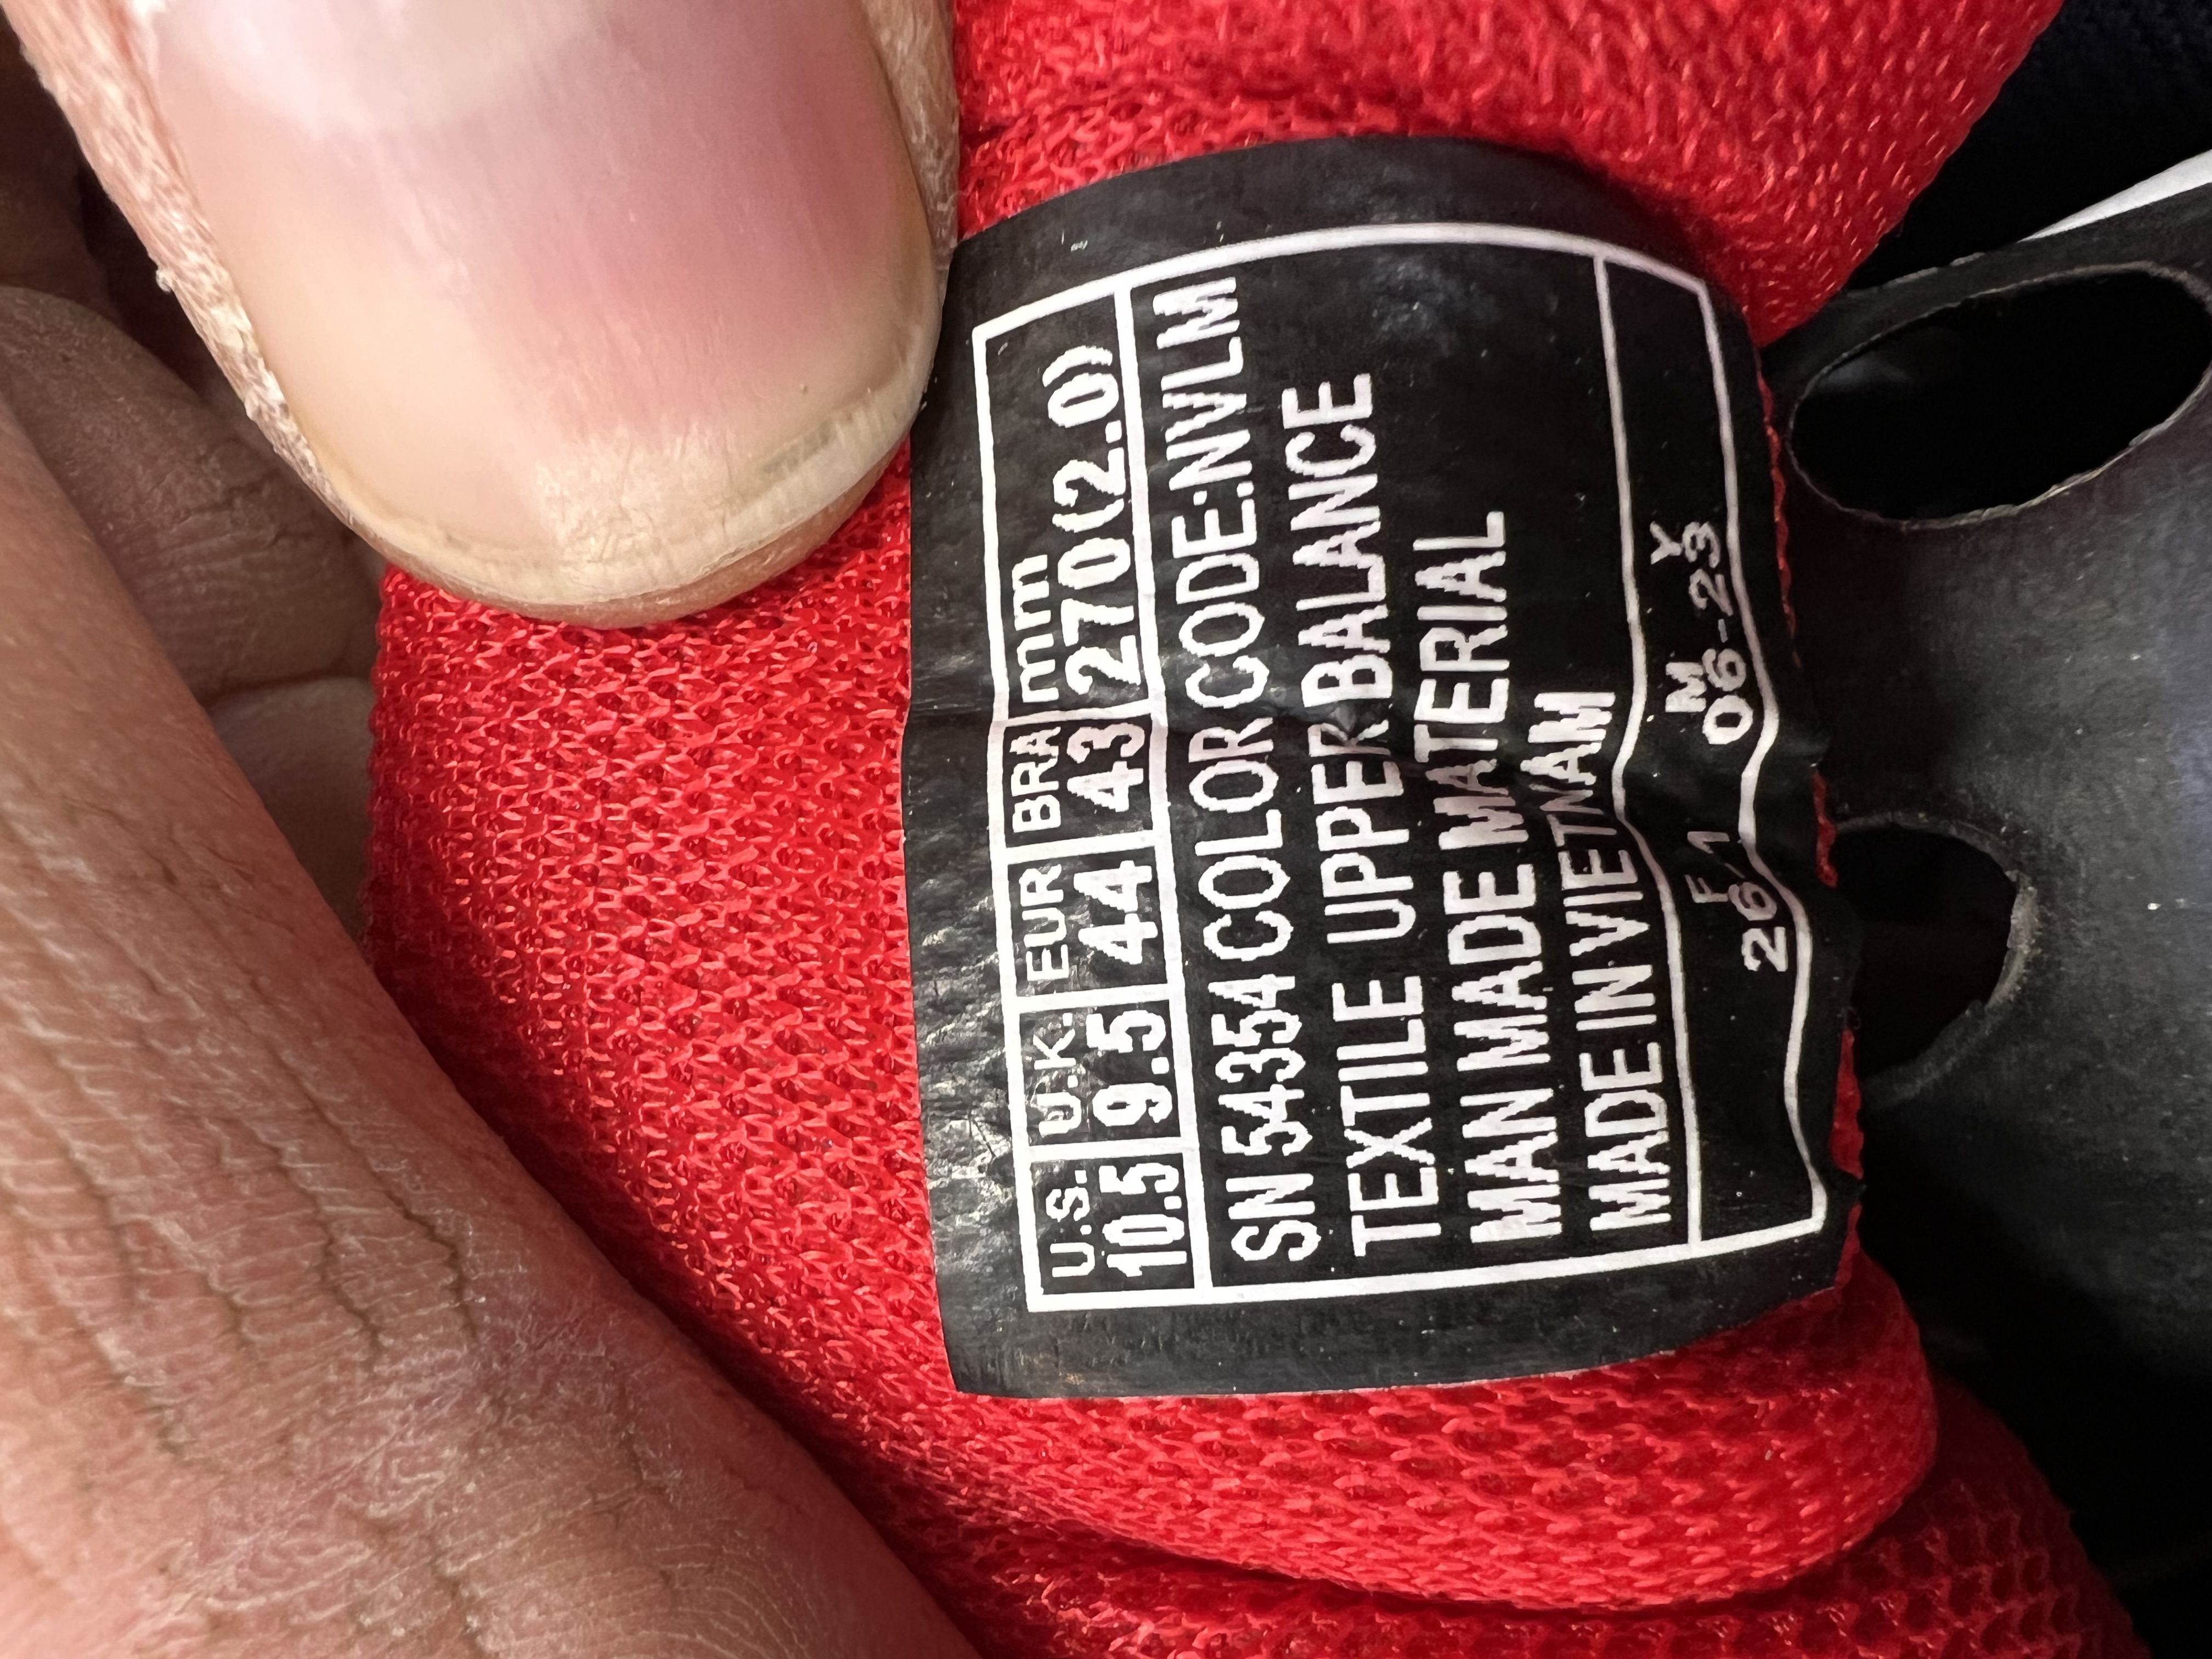 U.S. U.K. EUR BRA mm
10.5 9.5 44 43 270(2.0)
SN 54354 COLOR CODE:NVLM
TEXTILE UPPER BALANCE
MAN MADE MATERIAL
MADE IN VIETNAM
F M Y
26/1 06-23